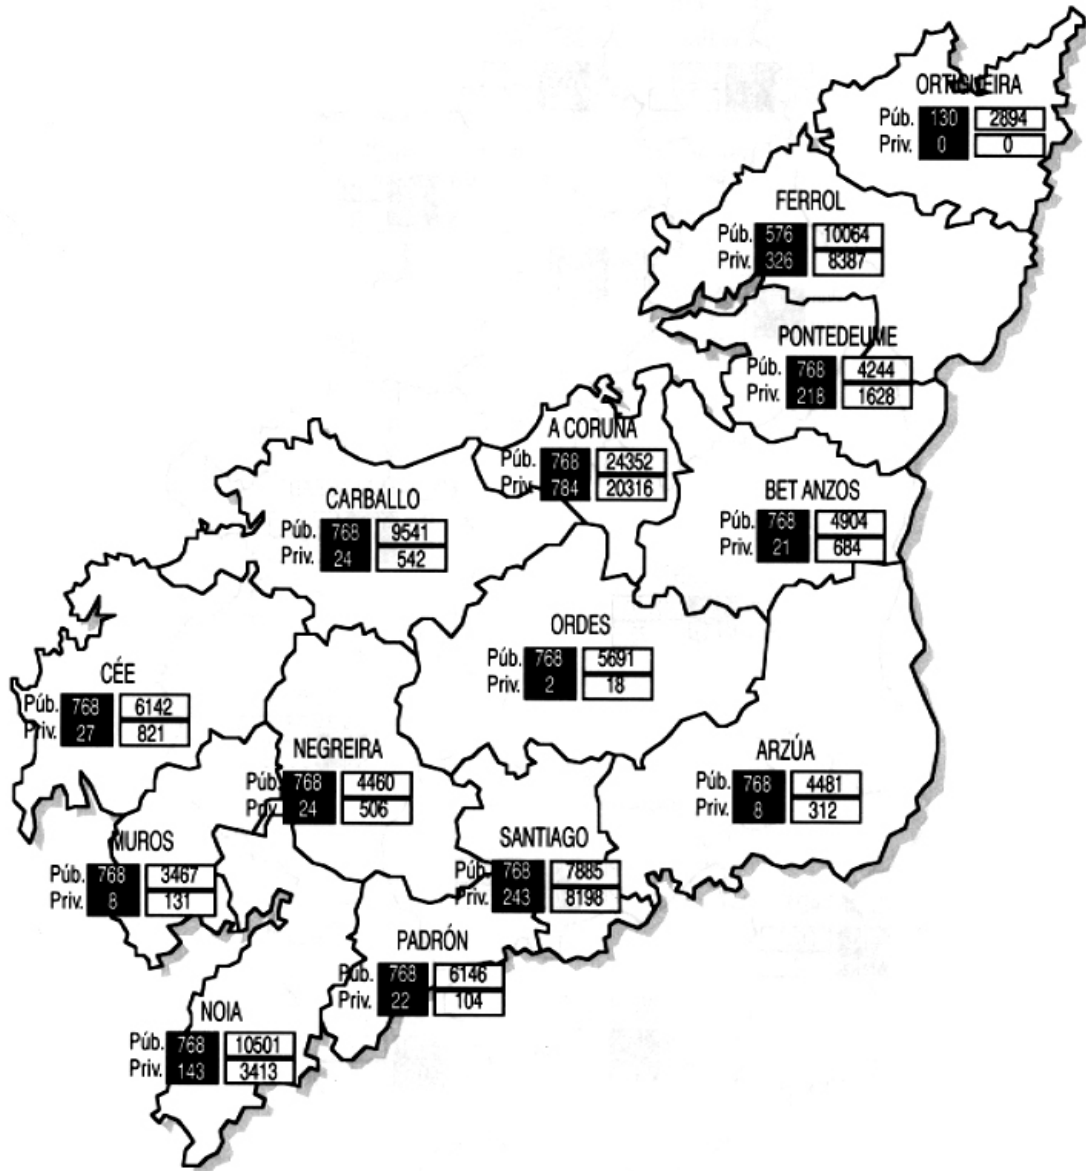 ORTIGUEIRA
Púb. 130 2894
Priv. 0 0
FERROL
Púb. 576 10064
Priv. 326 8387
PONTEDEUME
Púb. 768 4244
Priv. 218 1628
A CORUÑA
Púb. 768 24352
Priv. 784 20316
CARBALLO
Púb. 768 9541
Priv. 24 542
BET ANZOS
Púb. 768 4904
Priv. 21 684
ORDES
Púb. 768 5691
Priv. 2 18
CÉE
Púb. 768 6142
Priv. 27 821
NEGREIRA
Púb. 768 4460
Priv. 24 506
ARZÚA
Púb. 768 4481
Priv. 8 312
MUROS
Púb. 768 3467
Priv. 8 131
SANTIAGO
Púb. 768 7885
Priv. 243 8198
PADRÓN
Púb. 768 6146
Priv. 22 104
NOIA
Púb. 768 10501
Priv. 143 3413